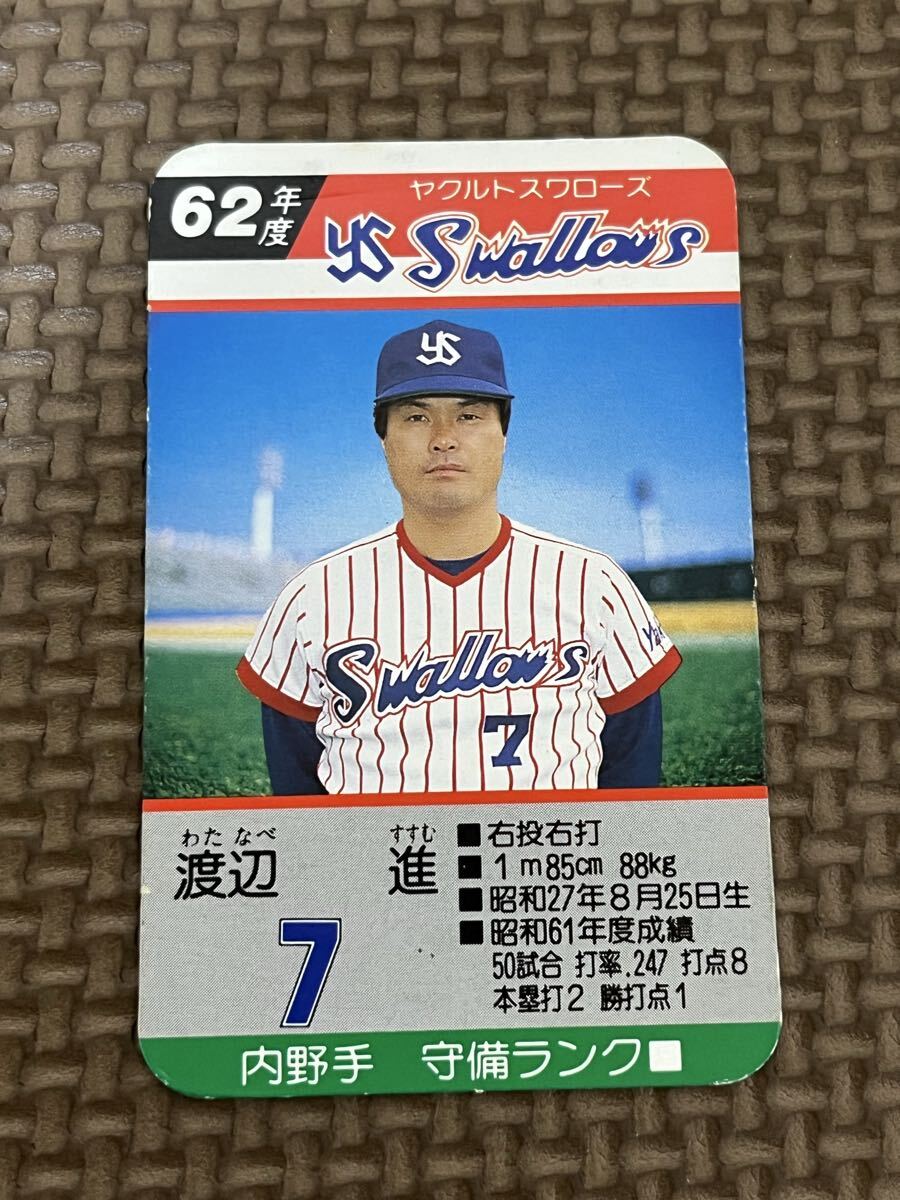 62年度
ヤクルトスワローズ
YS Swallows
YS
Swallows
7
わた なべ すすむ
渡辺 進
7
■右投右打
■1m85cm 88kg
■昭和27年8月25日生
■昭和61年度成績
50試合 打率.247 打点8
本塁打2 勝打点1
内野手 守備ランク■